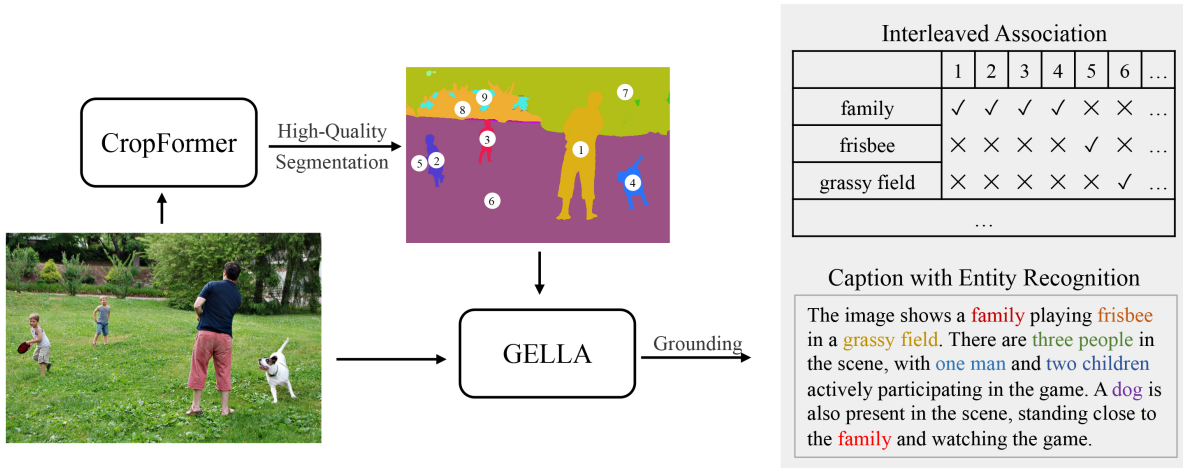 CropFormer
High-Quality
Segmentation
1
2
3
4
5
6
7
8
9
GELLA
Grounding
Interleaved Association
1 2 3 4 5 6 ...
family ✓ ✓ ✓ ✓ × × ...
frisbee × × × × ✓ × ...
grassy field × × × × × ✓ ...
...
Caption with Entity Recognition
The image shows a family playing frisbee
in a grassy field. There are three people in
the scene, with one man and two children
actively participating in the game. A dog is
also present in the scene, standing close to
the family and watching the game.